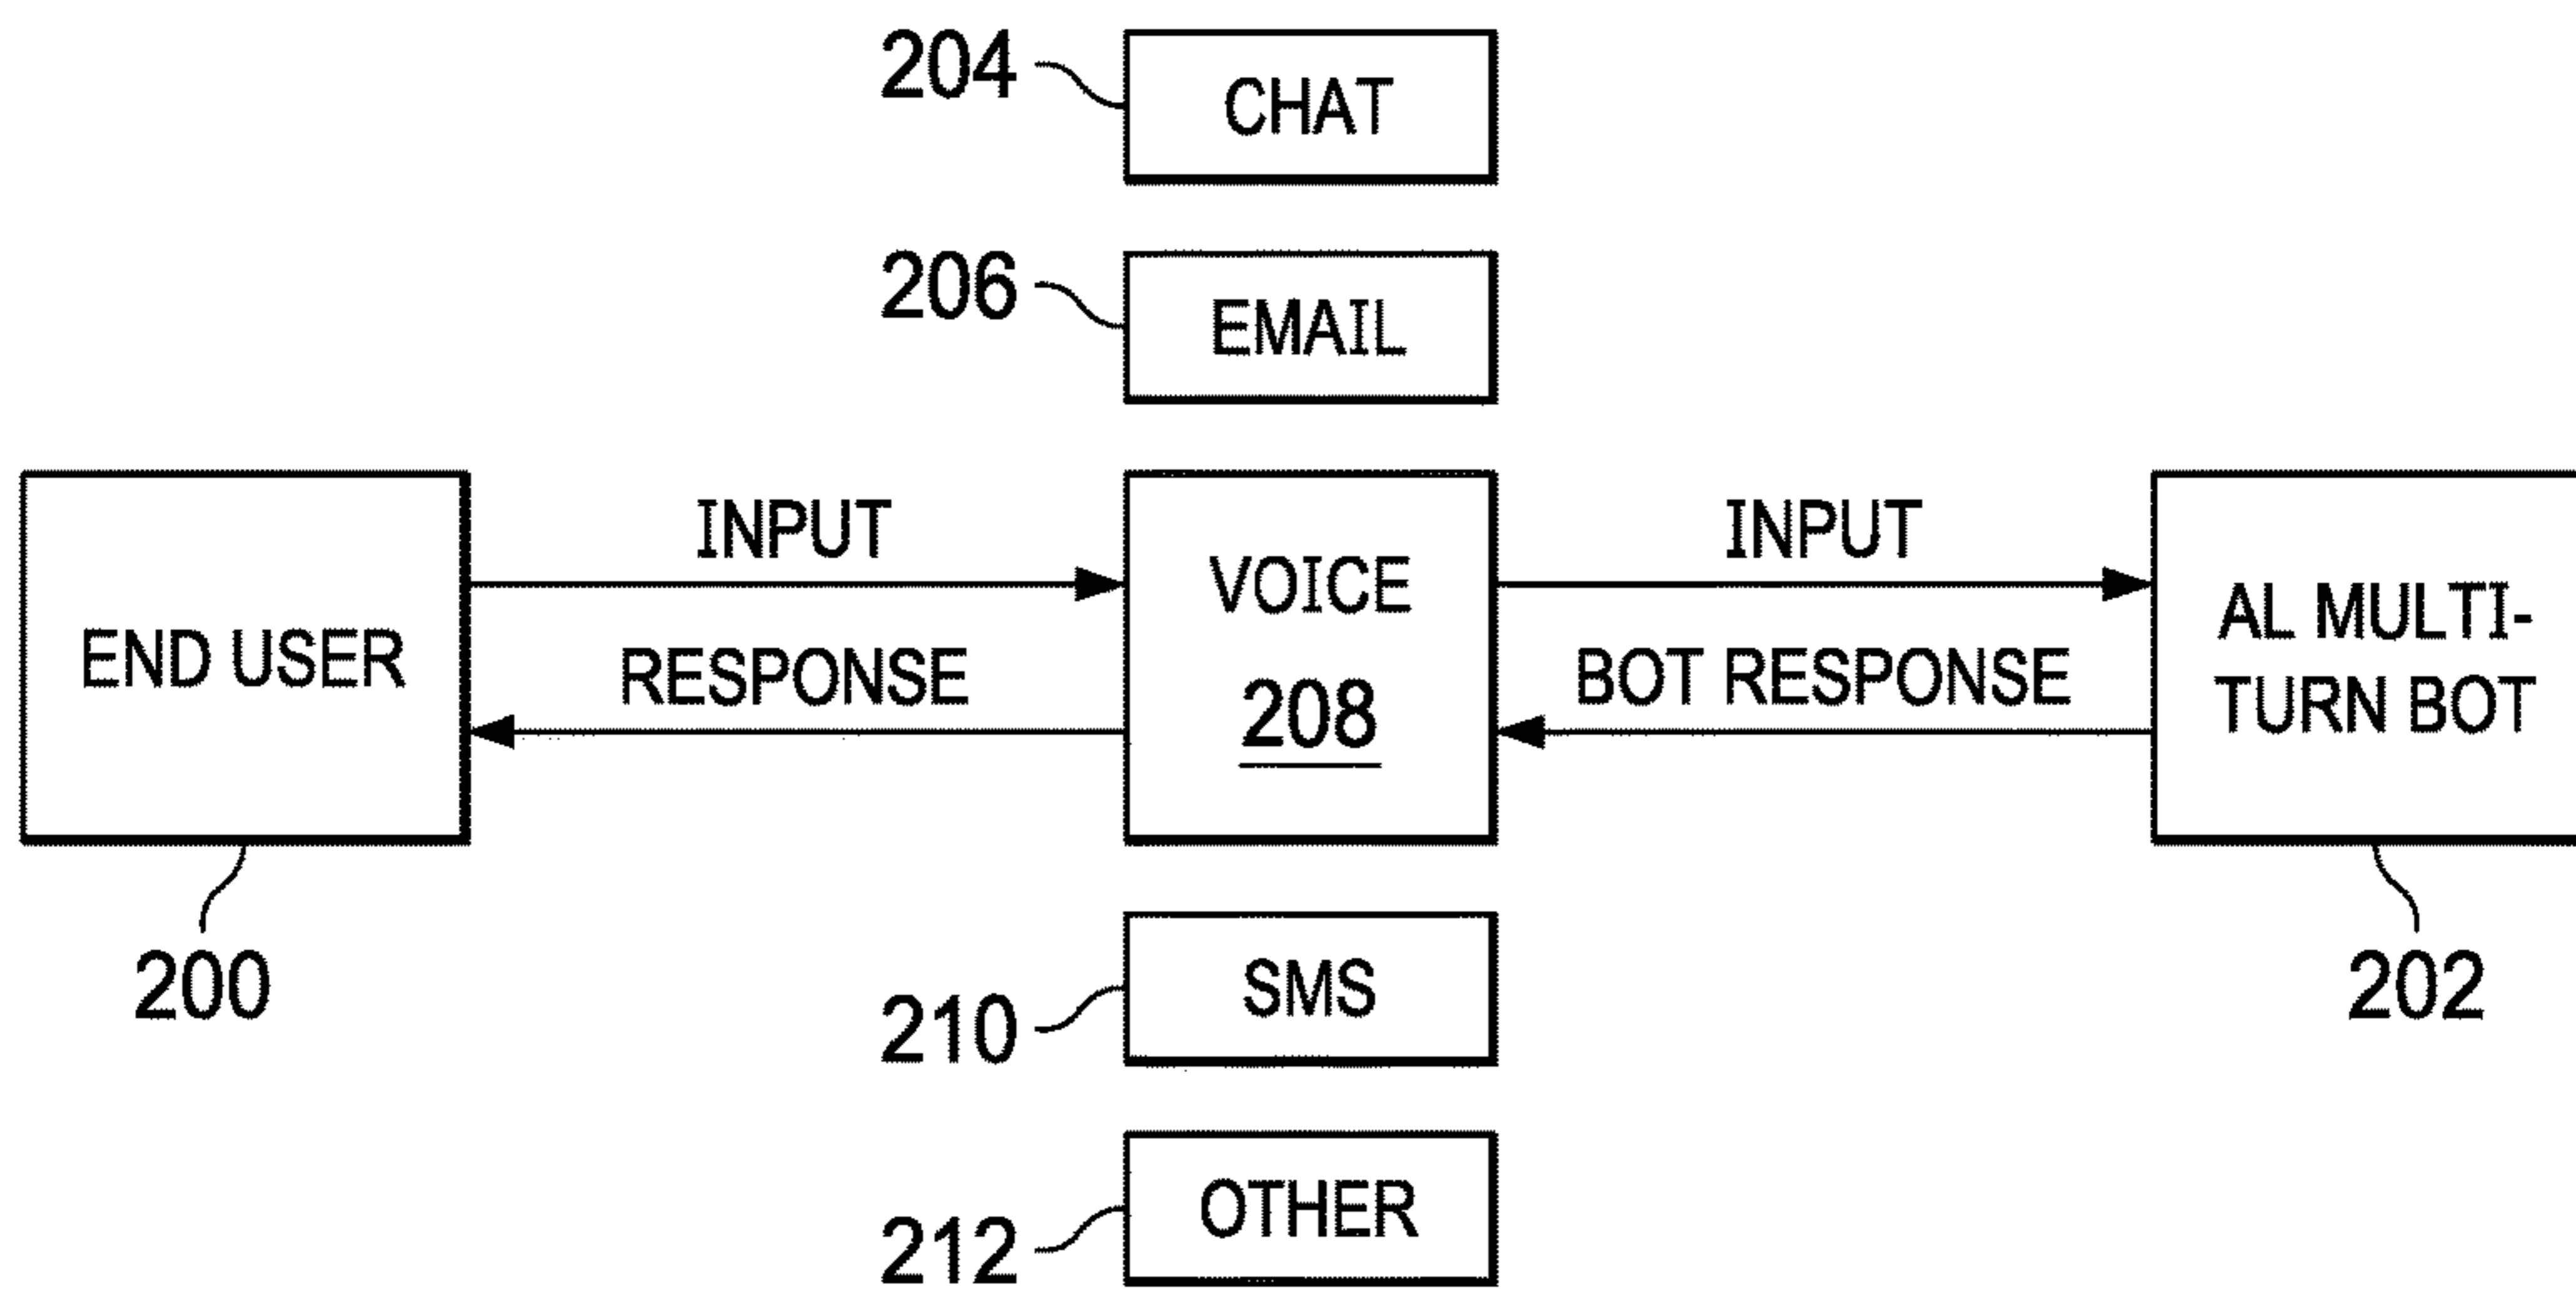 204
CHAT
206
EMAIL
INPUT
INPUT
END USER
VOICE
AL MULTI-
TURN BOT
RESPONSE
208
BOT RESPONSE
200
202
210
SMS
212
OTHER